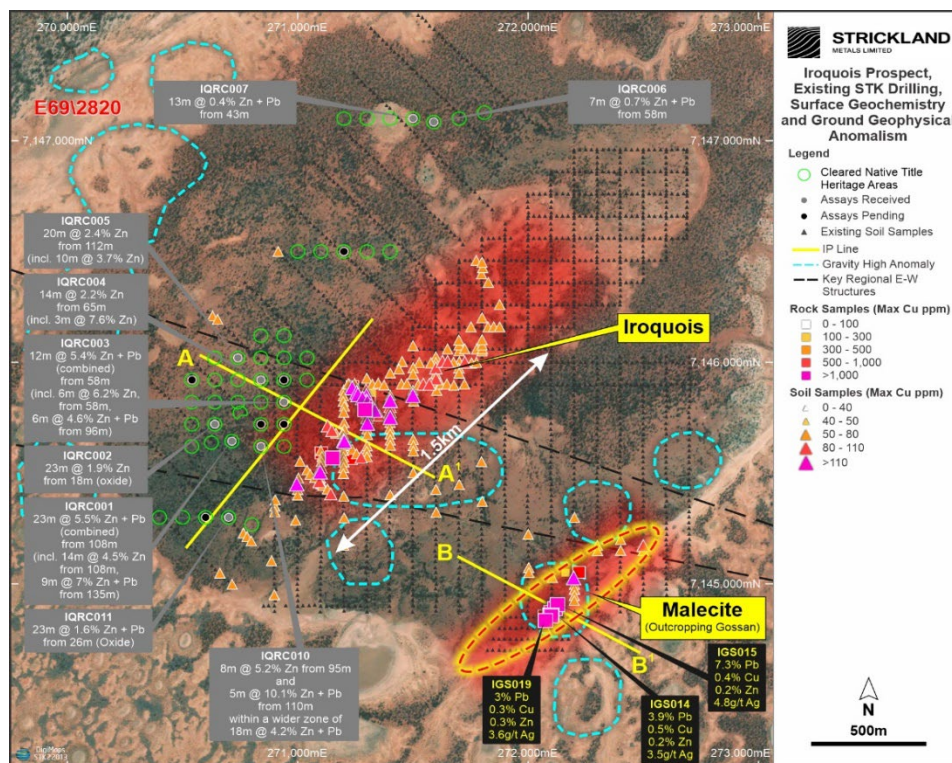 270,000mE
271,000mE
272,000mE
273,000mE
E69\2820
7,147,000mN
7,147,000mN
IQRC007
13m @ 0.4% Zn + Pb
from 43m
IQRC006
7m @ 0.7% Zn + Pb
from 58m
IQRC005
20m @ 2.4% Zn
from 112m
(incl. 10m @ 3.7% Zn)
IQRC004
14m @ 2.2% Zn
from 65m
(incl. 3m @ 7.6% Zn)
IQRC003
12m @ 5.4% Zn + Pb
(combined)
from 58m
(incl. 6m @ 6.2% Zn,
from 58m,
6m @ 4.6% Zn + Pb
from 96m)
IQRC002
23m @ 1.9% Zn
from 18m (oxide)
IQRC001
23m @ 5.5% Zn + Pb
(combined)
from 108m
(incl. 14m @ 4.5% Zn
from 108m,
9m @ 7% Zn + Pb
from 135m)
IQRC011
23m @ 1.6% Zn + Pb
from 26m (Oxide)
IQRC010
8m @ 5.2% Zn from 95m
and
5m @ 10.1% Zn + Pb
from 110m
within a wider zone of
18m @ 4.2% Zn + Pb
A
A¹
Iroquois
7,146,000mN
1.5km
B
B¹
7,145,000mN
Malecite
(Outcropping Gossan)
IGS019
3% Pb
0.3% Cu
0.3% Zn
3.6g/t Ag
IGS014
3.9% Pb
0.5% Cu
0.2% Zn
3.5g/t Ag
IGS015
7.3% Pb
0.4% Cu
0.2% Zn
4.8g/t Ag
271,000mE
272,000mE
273,000mE
STRICKLAND
METALS LIMITED
Iroquois Prospect,
Existing STK Drilling,
Surface Geochemistry
and Ground Geophysical
Anomalism
Legend
Cleared Native Title
Heritage Areas
Assays Received
Assays Pending
Existing Soil Samples
IP Line
Gravity High Anomaly
Key Regional E-W
Structures
Rock Samples (Max Cu ppm)
0 - 100
100 - 300
300 - 500
500 - 1,000
>1,000
Soil Samples (Max Cu ppm)
0 - 40
40 - 50
50 - 80
80 - 110
>110
N
500m